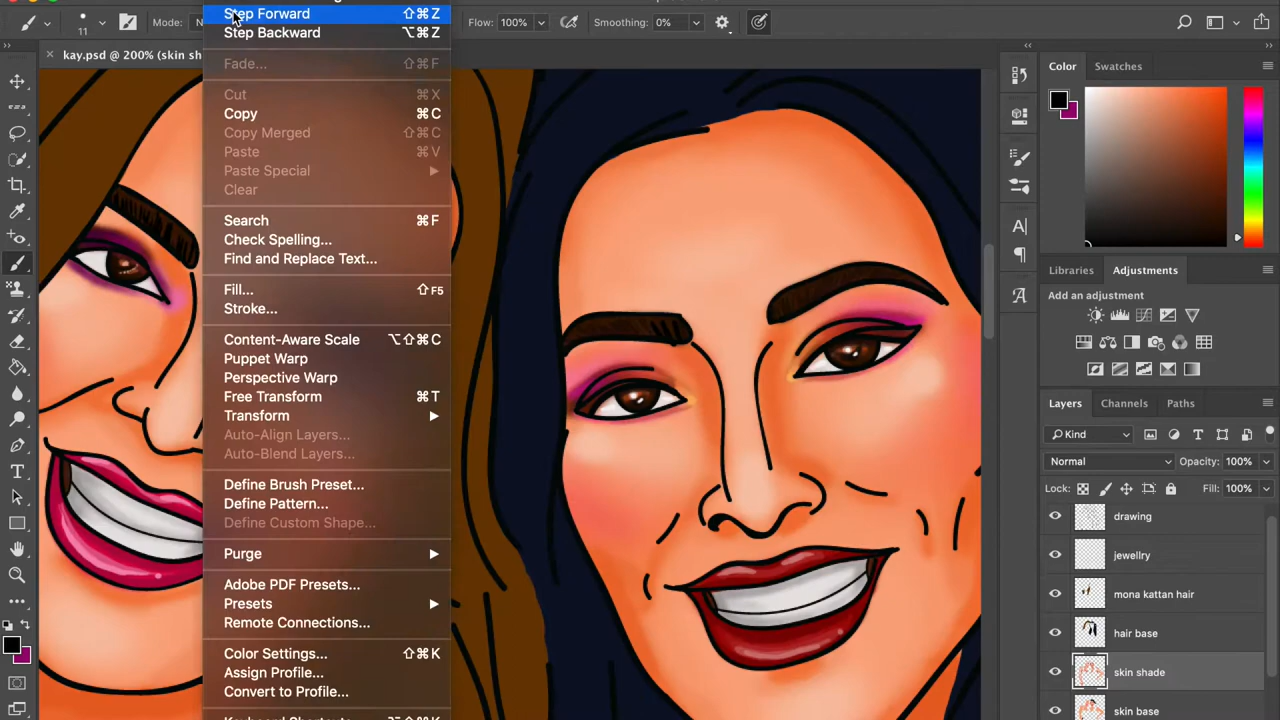 Step Forward ⇧⌘Z
Mode: N
Flow: 100%
Smoothing: 0%
11
Step Backward ⌥⌘Z
× kay.psd @ 200% (skin sh
Fade... ⇧⌘F
Cut ⌘X
Copy ⌘C
Copy Merged ⇧⌘C
Paste ⌘V
Paste Special
Clear
Search ⌘F
Check Spelling...
Find and Replace Text...
Fill... ⇧F5
Stroke...
Content-Aware Scale ⌥⇧⌘C
Puppet Warp
Perspective Warp
Free Transform ⌘T
Transform
Auto-Align Layers...
Auto-Blend Layers...
Define Brush Preset...
Define Pattern...
Define Custom Shape...
Purge
Adobe PDF Presets...
Presets
Remote Connections...
Color Settings... ⇧⌘K
Assign Profile...
Convert to Profile...
Color Swatches
Libraries Adjustments
Add an adjustment
Layers Channels Paths
Kind
Normal Opacity: 100%
Lock: Fill: 100%
drawing
jewellry
mona kattan hair
hair base
skin shade
skin base